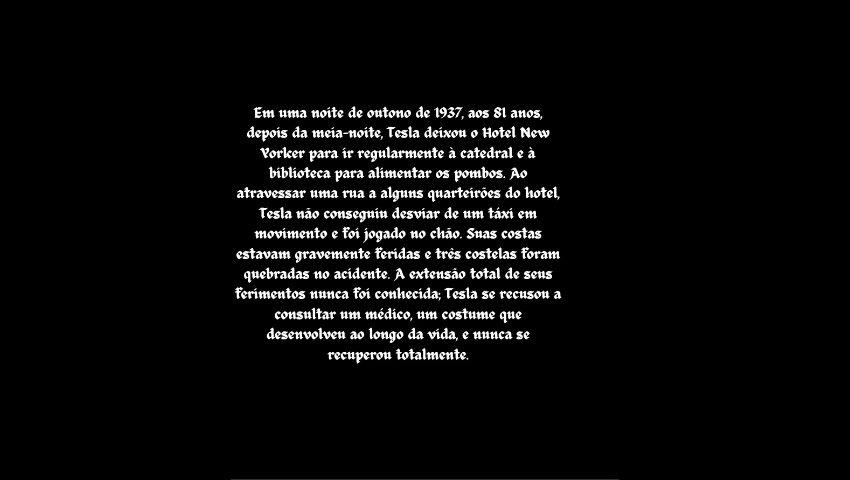 Em uma noite de outono de 1937, aos 81 anos,
depois da meia-noite, Tesla deixou o Hotel New
Yorker para ir regularmente à catedral e à
biblioteca para alimentar os pombos. Ao
atravessar uma rua a alguns quarteirões do hotel,
Tesla não conseguiu desviar de um táxi em
movimento e foi jogado no chão. Suas costas
estavam gravemente feridas e três costelas foram
quebradas no acidente. A extensão total de seus
ferimentos nunca foi conhecida; Tesla se recusou a
consultar um médico, um costume que
desenvolveu ao longo da vida, e nunca se
recuperou totalmente.